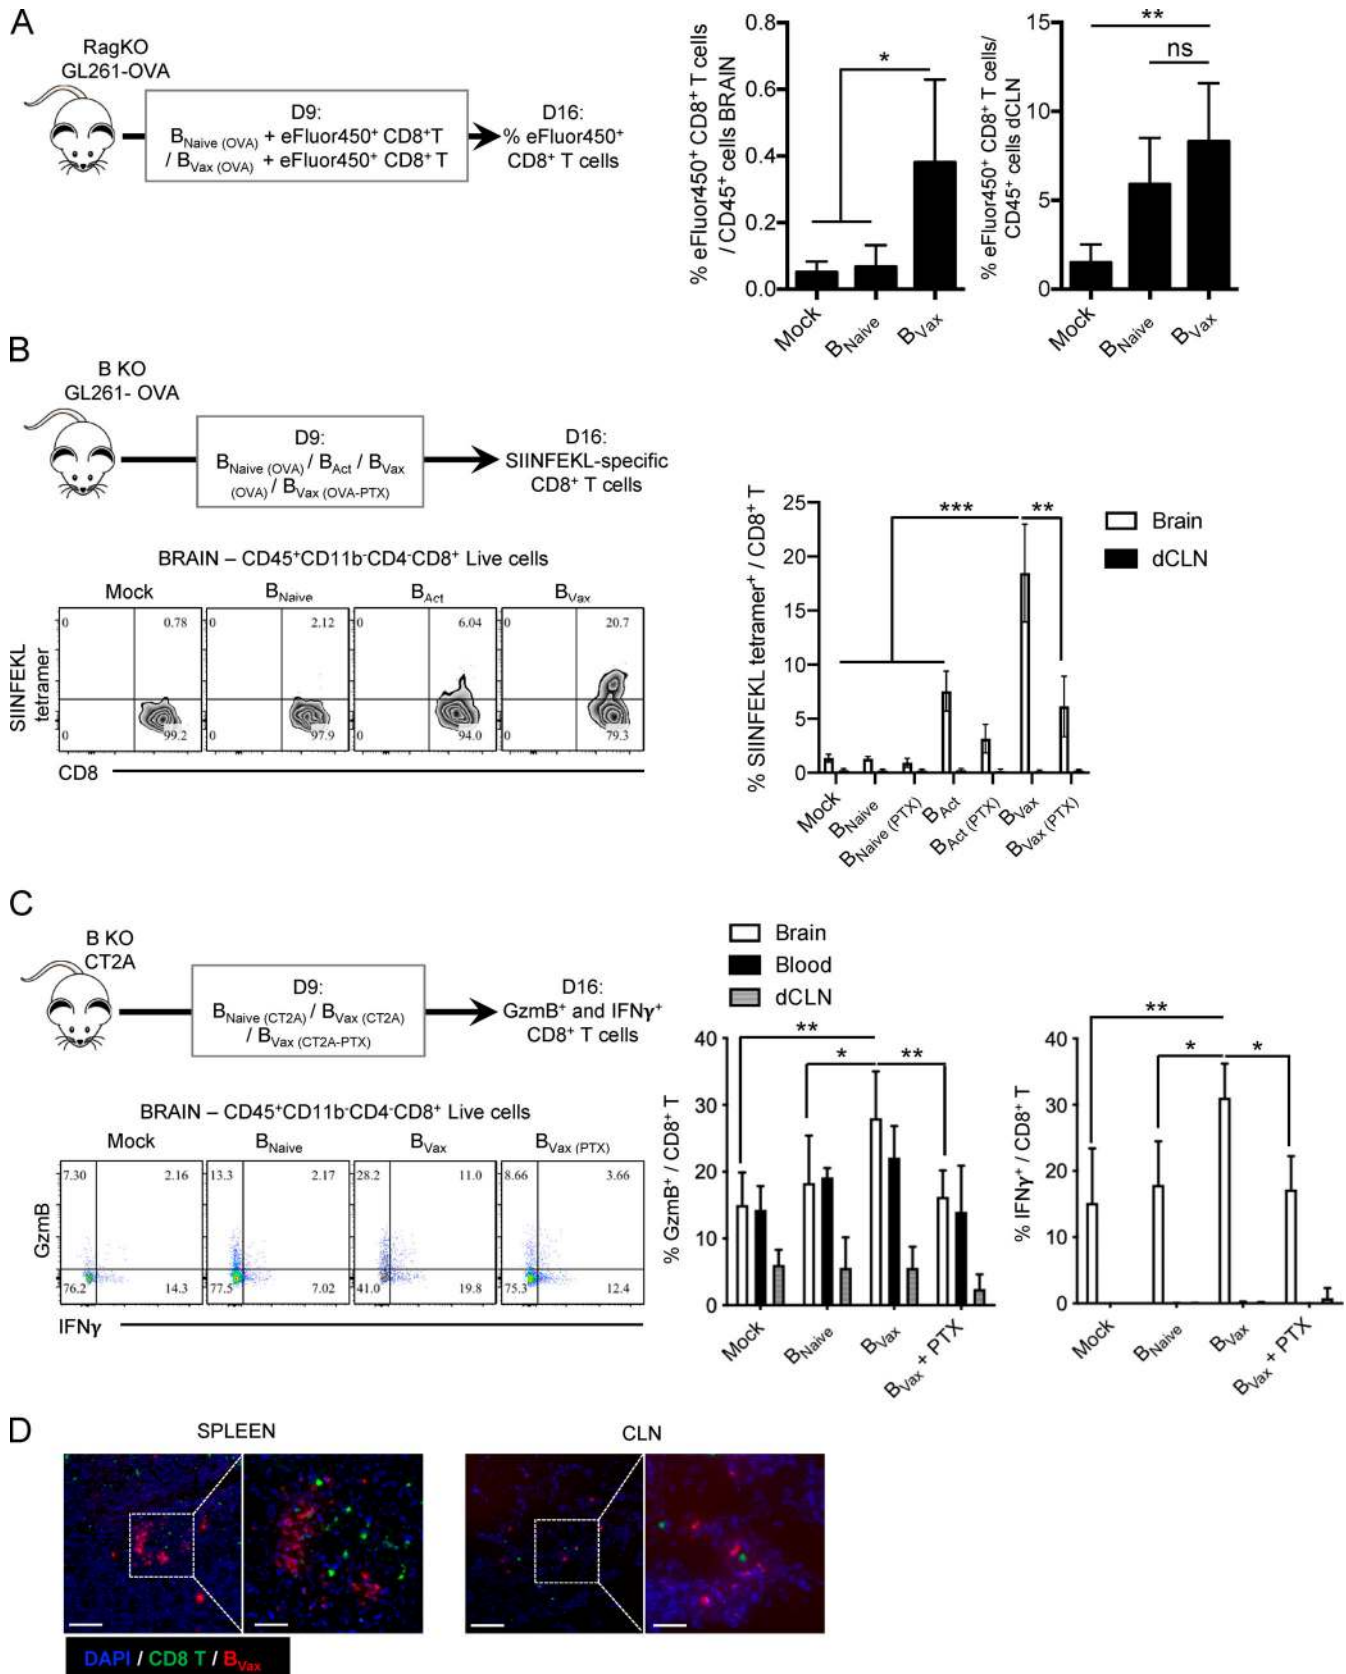 A
RagKO
GL261-OVA
D9:
B Naive (OVA) + eFluor450+ CD8+T
/ B Vax (OVA) + eFluor450+ CD8+ T
D16:
% eFluor450+
CD8+ T cells
% eFluor450+ CD8+ T cells
/ CD45+ cells BRAIN
0.8
0.6
0.4
0.2
0.0
*
Mock
BNaive
BVax
% eFluor450+ CD8+ T cells/
CD45+ cells dCLN
15
10
5
0
**
ns
Mock
BNaive
BVax
B
B KO
GL261- OVA
D9:
BNaive (OVA) / BAct / BVax
(OVA) / BVax (OVA-PTX)
D16:
SIINFEKL-specific
CD8+ T cells
BRAIN – CD45+CD11b-CD4-CD8+ Live cells
Mock
BNaive
BAct
BVax
0 0.78
0 2.12
0 6.04
0 20.7
0 99.2
0 97.9
0 94.0
0 79.3
SIINFEKL
tetramer
CD8
% SIINFEKL tetramer+ / CD8+ T
25
20
15
10
5
0
***
**
Brain
dCLN
Mock
BNaive
BNaive (PTX)
BAct
BAct (PTX)
BVax
BVax (PTX)
C
B KO
CT2A
D9:
BNaive (CT2A) / BVax (CT2A)
/ BVax (CT2A-PTX)
D16:
GzmB+ and IFNγ+
CD8+ T cells
BRAIN – CD45+CD11b-CD4-CD8+ Live cells
Mock
BNaive
BVax
BVax (PTX)
7.30 2.16
13.3 2.17
28.2 11.0
8.66 3.66
76.2 14.3
77.5 7.02
41.0 19.8
75.3 12.4
GzmB
IFNγ
Brain
Blood
dCLN
% GzmB+ / CD8+ T
40
30
20
10
0
**
*
**
Mock
BNaive
BVax
BVax + PTX
% IFNγ+ / CD8+ T
40
30
20
10
0
**
*
*
Mock
BNaive
BVax
BVax + PTX
D
SPLEEN
CLN
DAPI / CD8 T / BVax